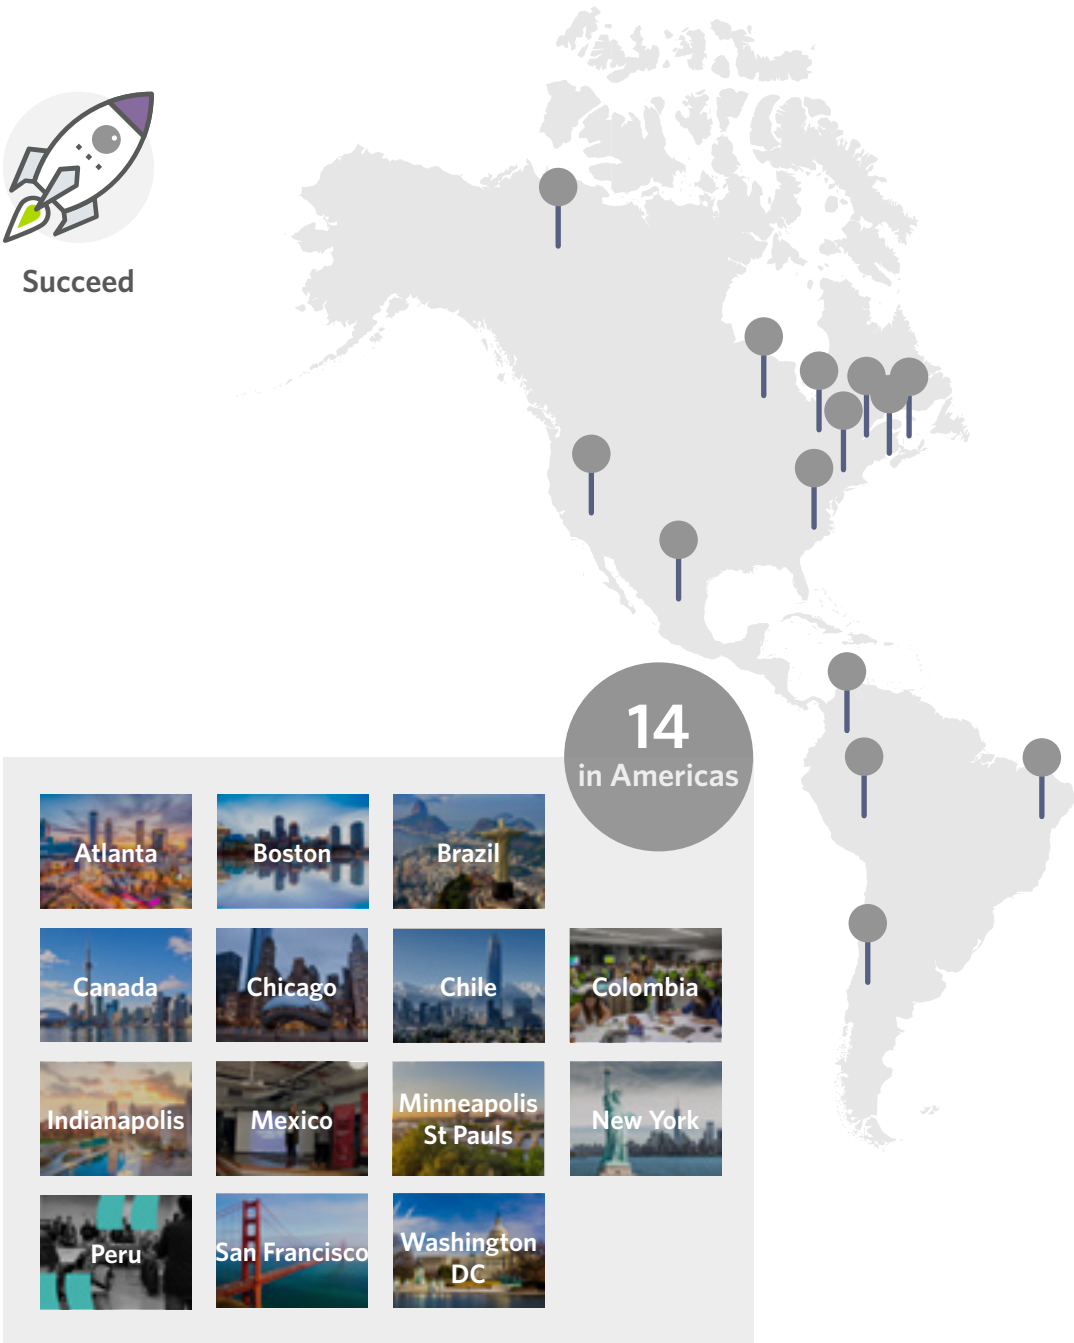 Succeed
14
in Americas
Atlanta
Boston
Brazil
Canada
Chicago
Chile
Colombia
Indianapolis
Mexico
Minneapolis
St Pauls
New York
Peru
San Francisco
Washington
DC